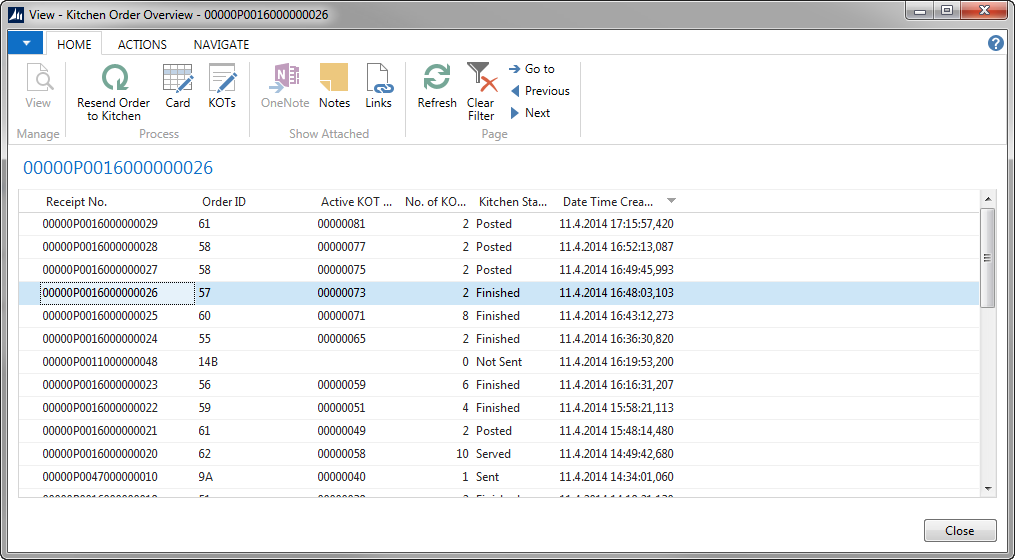 View - Kitchen Order Overview - 00000P0016000000026
HOME ACTIONS NAVIGATE
View
Resend Order to Kitchen
Card
KOTs
OneNote
Notes
Links
Refresh
Clear Filter
Go to
Previous
Next
Manage Process Show Attached Page
00000P0016000000026
Receipt No. Order ID Active KOT ... No. of KO... Kitchen Sta... Date Time Crea...
00000P0016000000029 61 00000081 2 Posted 11.4.2014 17:15:57,420
00000P0016000000028 58 00000077 2 Posted 11.4.2014 16:52:13,087
00000P0016000000027 58 00000075 2 Posted 11.4.2014 16:49:45,993
00000P0016000000026 57 00000073 2 Finished 11.4.2014 16:48:03,103
00000P0016000000025 60 00000071 8 Finished 11.4.2014 16:43:12,273
00000P0016000000024 55 00000065 2 Finished 11.4.2014 16:36:30,820
00000P0011000000048 14B 0 Not Sent 11.4.2014 16:19:53,200
00000P0016000000023 56 00000059 6 Finished 11.4.2014 16:16:31,207
00000P0016000000022 59 00000051 4 Finished 11.4.2014 15:58:21,113
00000P0016000000021 61 00000049 2 Posted 11.4.2014 15:48:14,480
00000P0016000000020 62 00000058 10 Served 11.4.2014 14:49:42,680
00000P0047000000010 9A 00000040 1 Sent 11.4.2014 14:34:01,060
Close